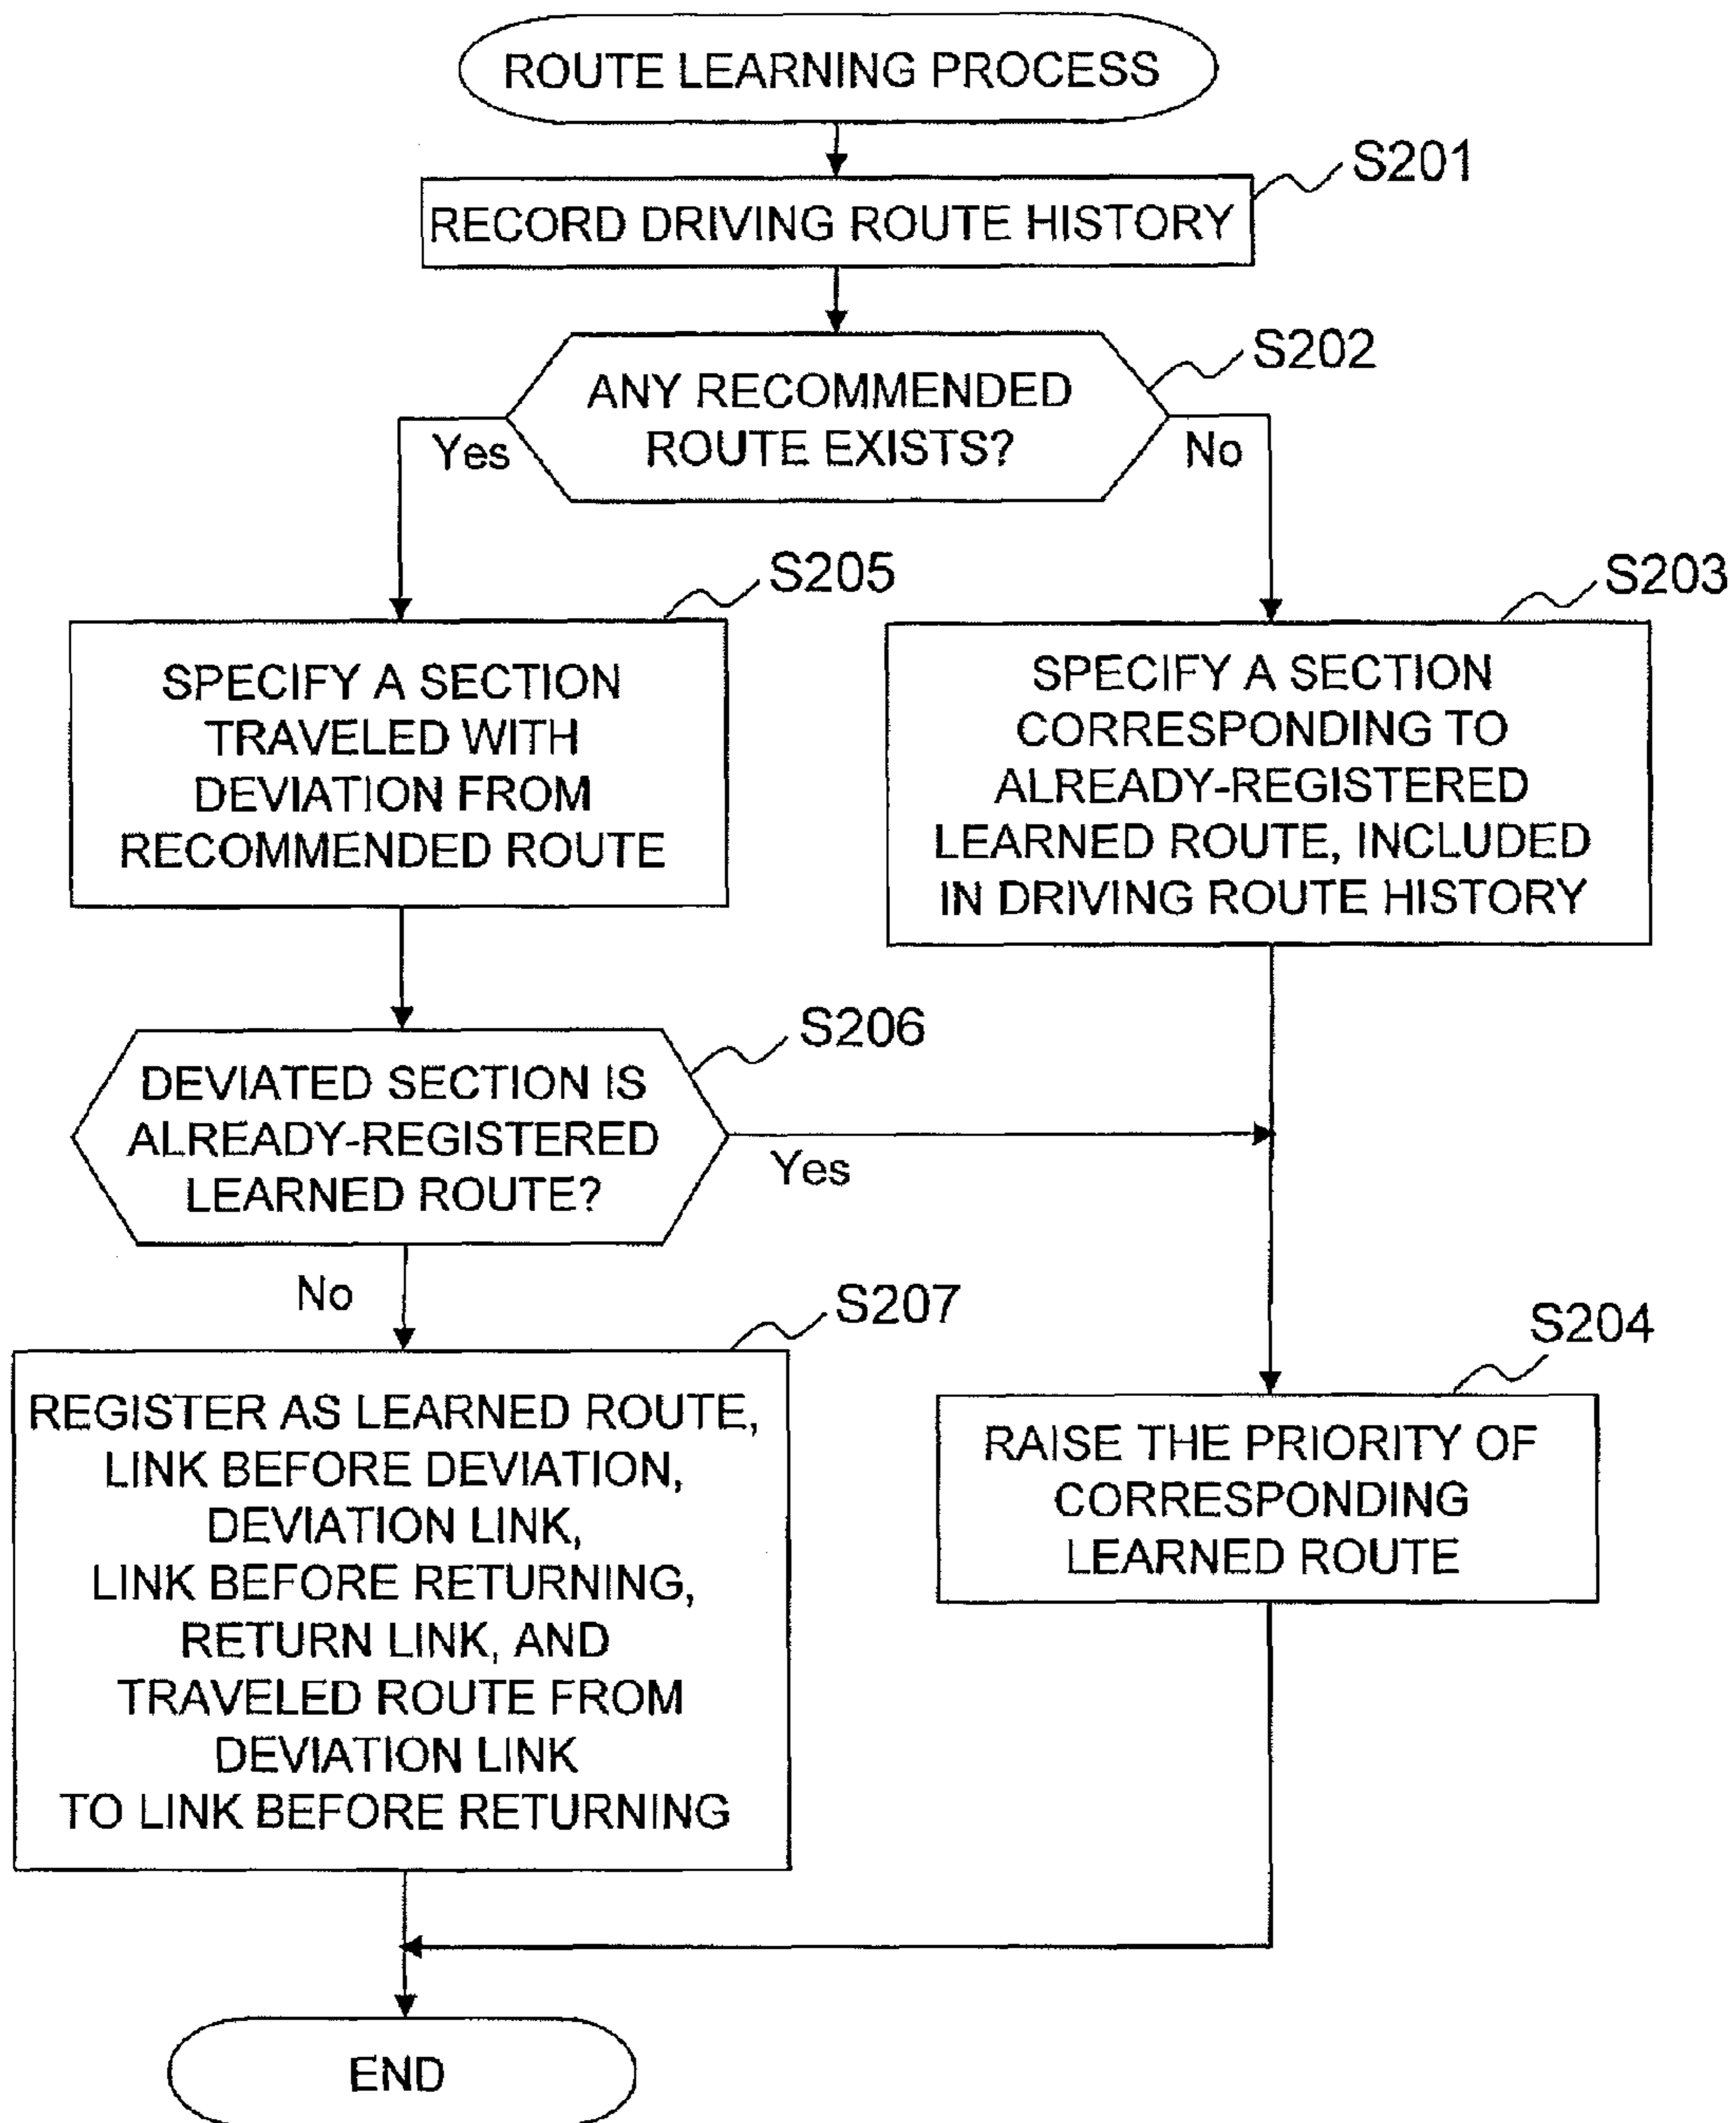 ROUTE LEARNING PROCESS
S201
RECORD DRIVING ROUTE HISTORY
S202
ANY RECOMMENDED
ROUTE EXISTS?
Yes
No
S205
SPECIFY A SECTION
TRAVELED WITH
DEVIATION FROM
RECOMMENDED ROUTE
S203
SPECIFY A SECTION
CORRESPONDING TO
ALREADY-REGISTERED
LEARNED ROUTE, INCLUDED
IN DRIVING ROUTE HISTORY
S206
DEVIATED SECTION IS
ALREADY-REGISTERED
LEARNED ROUTE?
Yes
No
S207
REGISTER AS LEARNED ROUTE,
LINK BEFORE DEVIATION,
DEVIATION LINK,
LINK BEFORE RETURNING,
RETURN LINK, AND
TRAVELED ROUTE FROM
DEVIATION LINK
TO LINK BEFORE RETURNING
S204
RAISE THE PRIORITY OF
CORRESPONDING
LEARNED ROUTE
END